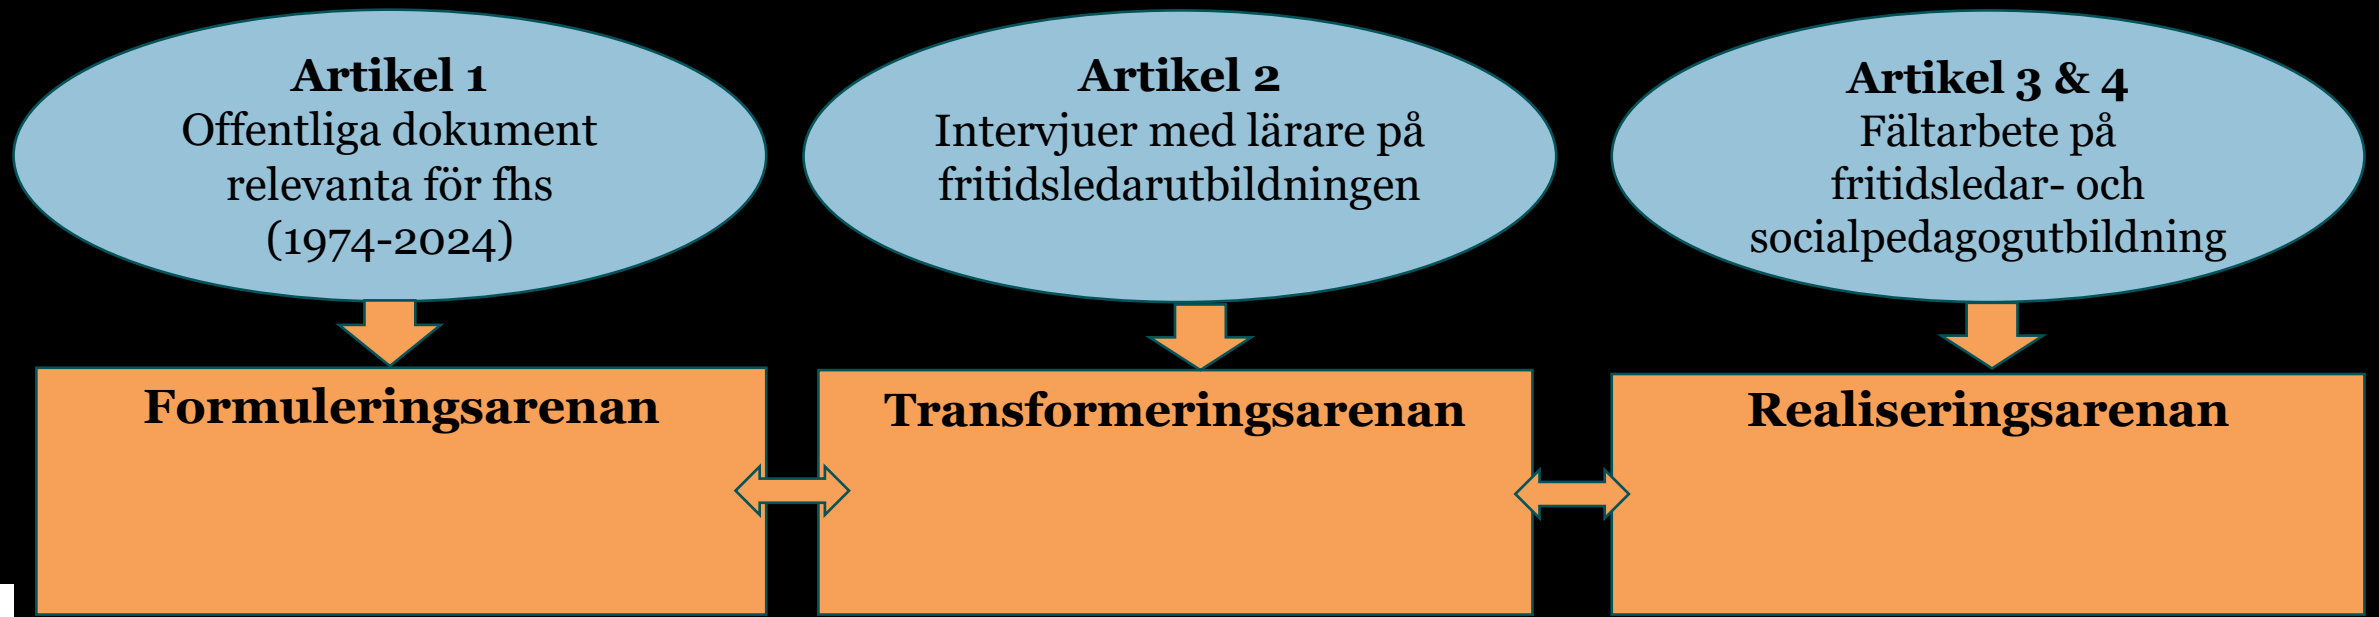 Artikel 1
Offentliga dokument
relevanta för fhs
(1974-2024)
Artikel 2
Intervjuer med lärare på
fritidsledarutbildningen
Artikel 3 & 4
Fältarbete på
fritidsledar- och
socialpedagogutbildning
Formuleringsarenan
Transformeringsarenan
Realiseringsarenan